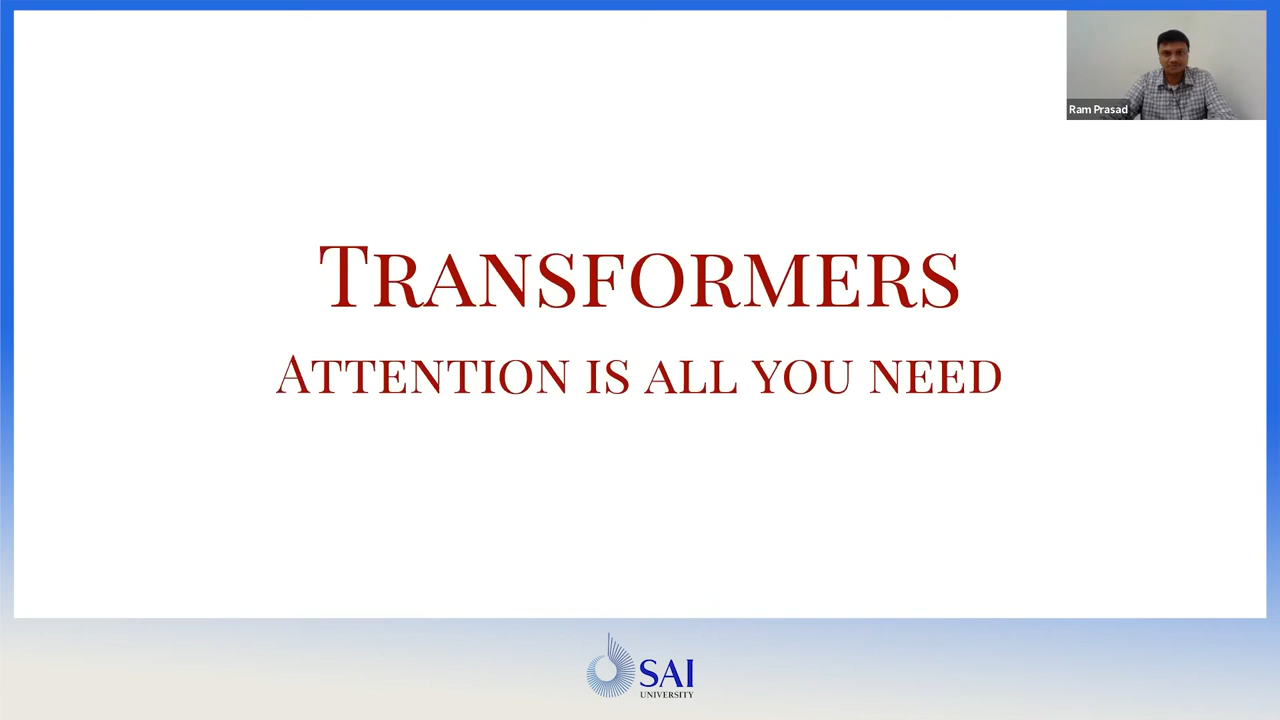 Ram Prasad
TRANSFORMERS
ATTENTION IS ALL YOU NEED
SAI
UNIVERSITY